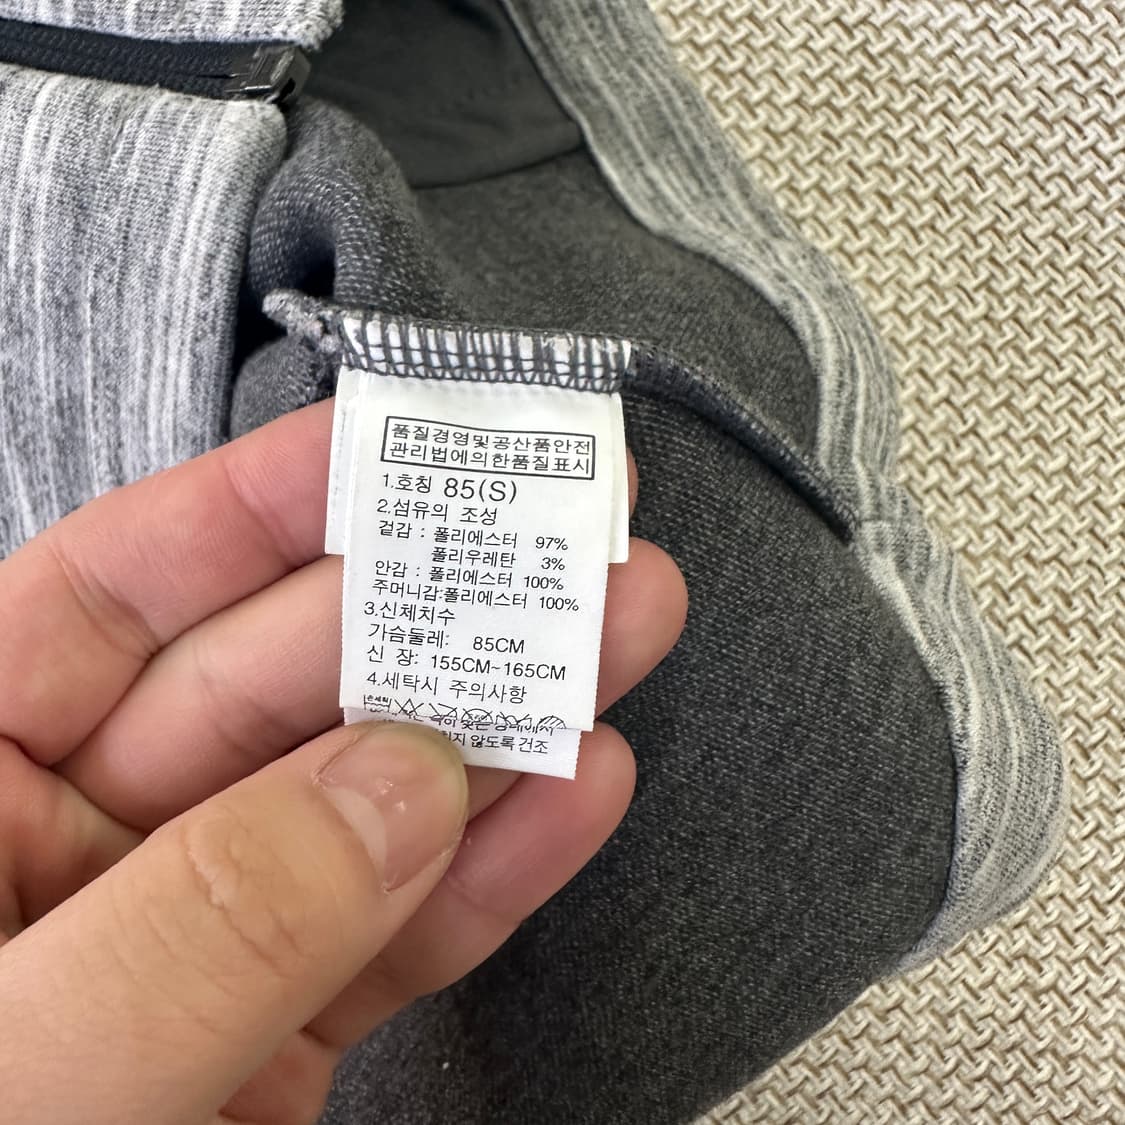 품질경영및공산품안전
관리법에의한품질표시
1.호칭 85(S)
2.섬유의 조성
겉감 : 폴리에스터 97%
폴리우레탄 3%
안감 : 폴리에스터 100%
주머니감:폴리에스터 100%
3.신체치수
가슴둘레: 85CM
신 장: 155CM~165CM
4.세탁시 주의사항
손세탁
않도록 건조